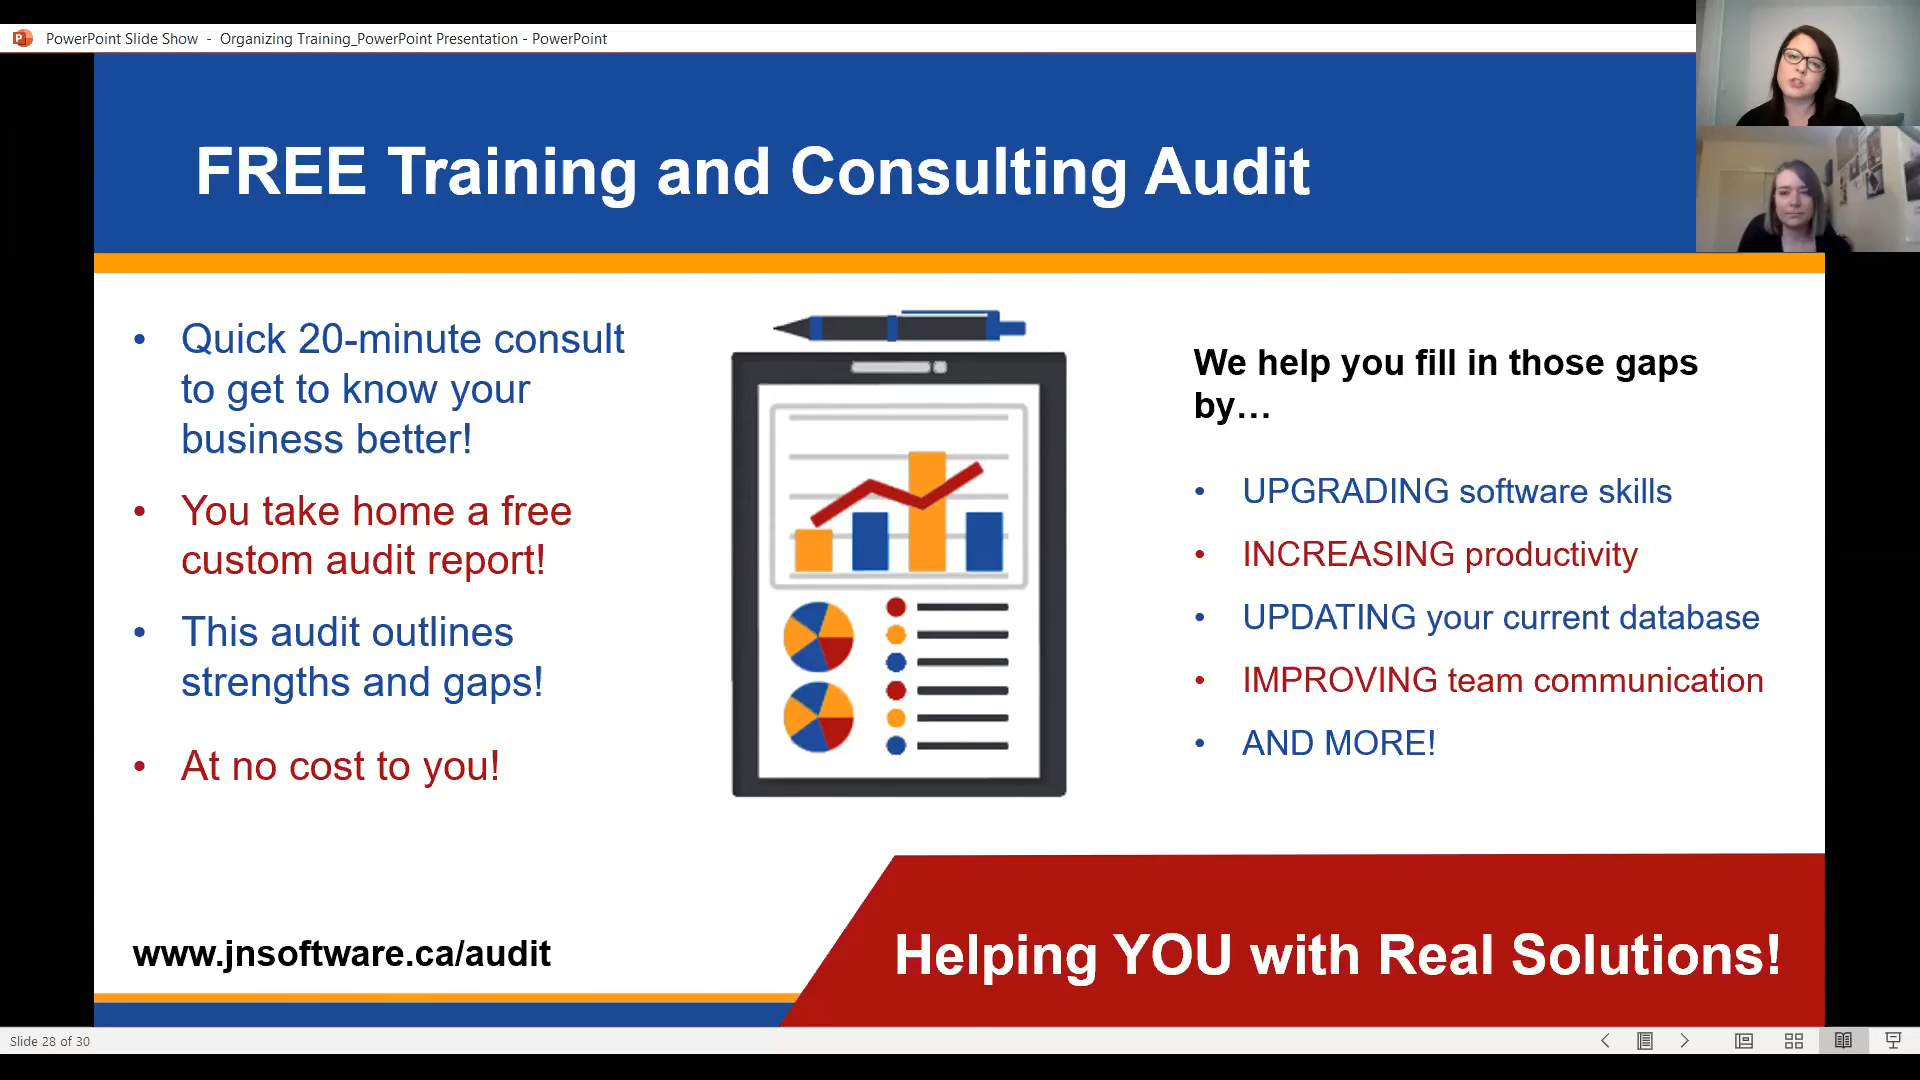 PowerPoint Slide Show - Organizing Training_PowerPoint Presentation - PowerPoint
FREE Training and Consulting Audit
• Quick 20-minute consult
to get to know your
business better!
• You take home a free
custom audit report!
• This audit outlines
strengths and gaps!
• At no cost to you!
We help you fill in those gaps
by…
• UPGRADING software skills
• INCREASING productivity
• UPDATING your current database
• IMPROVING team communication
• AND MORE!
www.jnsoftware.ca/audit
Helping YOU with Real Solutions!
Slide 28 of 30